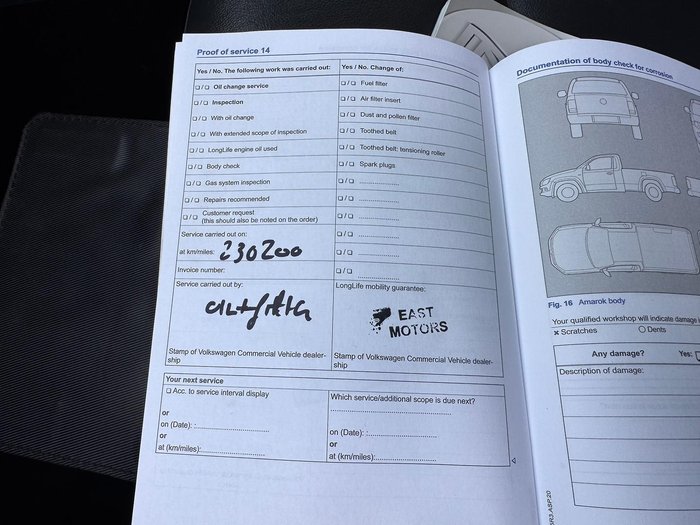 Proof of service 14
Yes / No. The following work was carried out:
❑/❑ Oil change service
❑/❑ Inspection
❑/❑ With oil change
❑/❑ With extended scope of inspection
❑/❑ LongLife engine oil used
❑/❑ Body check
❑/❑ Gas system inspection
❑/❑ Repairs recommended
❑/❑ Customer request
(this should also be noted on the order)
Service carried out on:
at km/miles: 230200
Invoice number:
Service carried out by:
Stamp of Volkswagen Commercial Vehicle dealer-
ship
Yes / No. Change of:
❑/❑ Fuel filter
❑/❑ Air filter insert
❑/❑ Dust and pollen filter
❑/❑ Toothed belt
❑/❑ Toothed belt: tensioning roller
❑/❑ Spark plugs
❑/❑ ....................
❑/❑ ....................
❑/❑ ....................
❑/❑ ....................
❑/❑ ....................
❑/❑ ....................
LongLife mobility guarantee:
EAST
MOTORS
Stamp of Volkswagen Commercial Vehicle dealer-
ship
Your next service
❑ Acc. to service interval display
or
on (Date): :....................
or
at (km/miles):....................
Which service/additional scope is due next?
....................
on (Date): :....................
or
at (km/miles):....................
Documentation of body check for corrosion
Fig. 16 Amarok body
Your qualified workshop will indicate damage
× Scratches ○ Dents
Any damage? Yes:
Description of damage:
R3.ASP.20